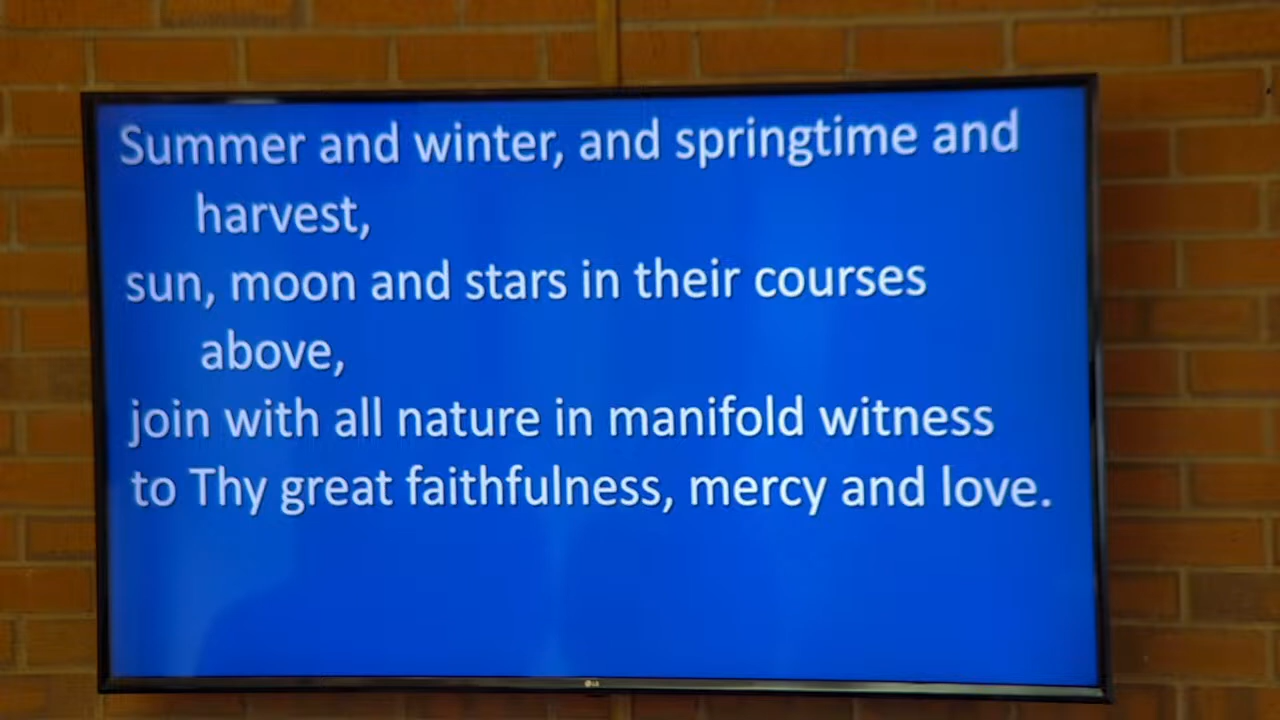 Summer and winter, and springtime and
harvest,
sun, moon and stars in their courses
above,
join with all nature in manifold witness
to Thy great faithfulness, mercy and love.
LG